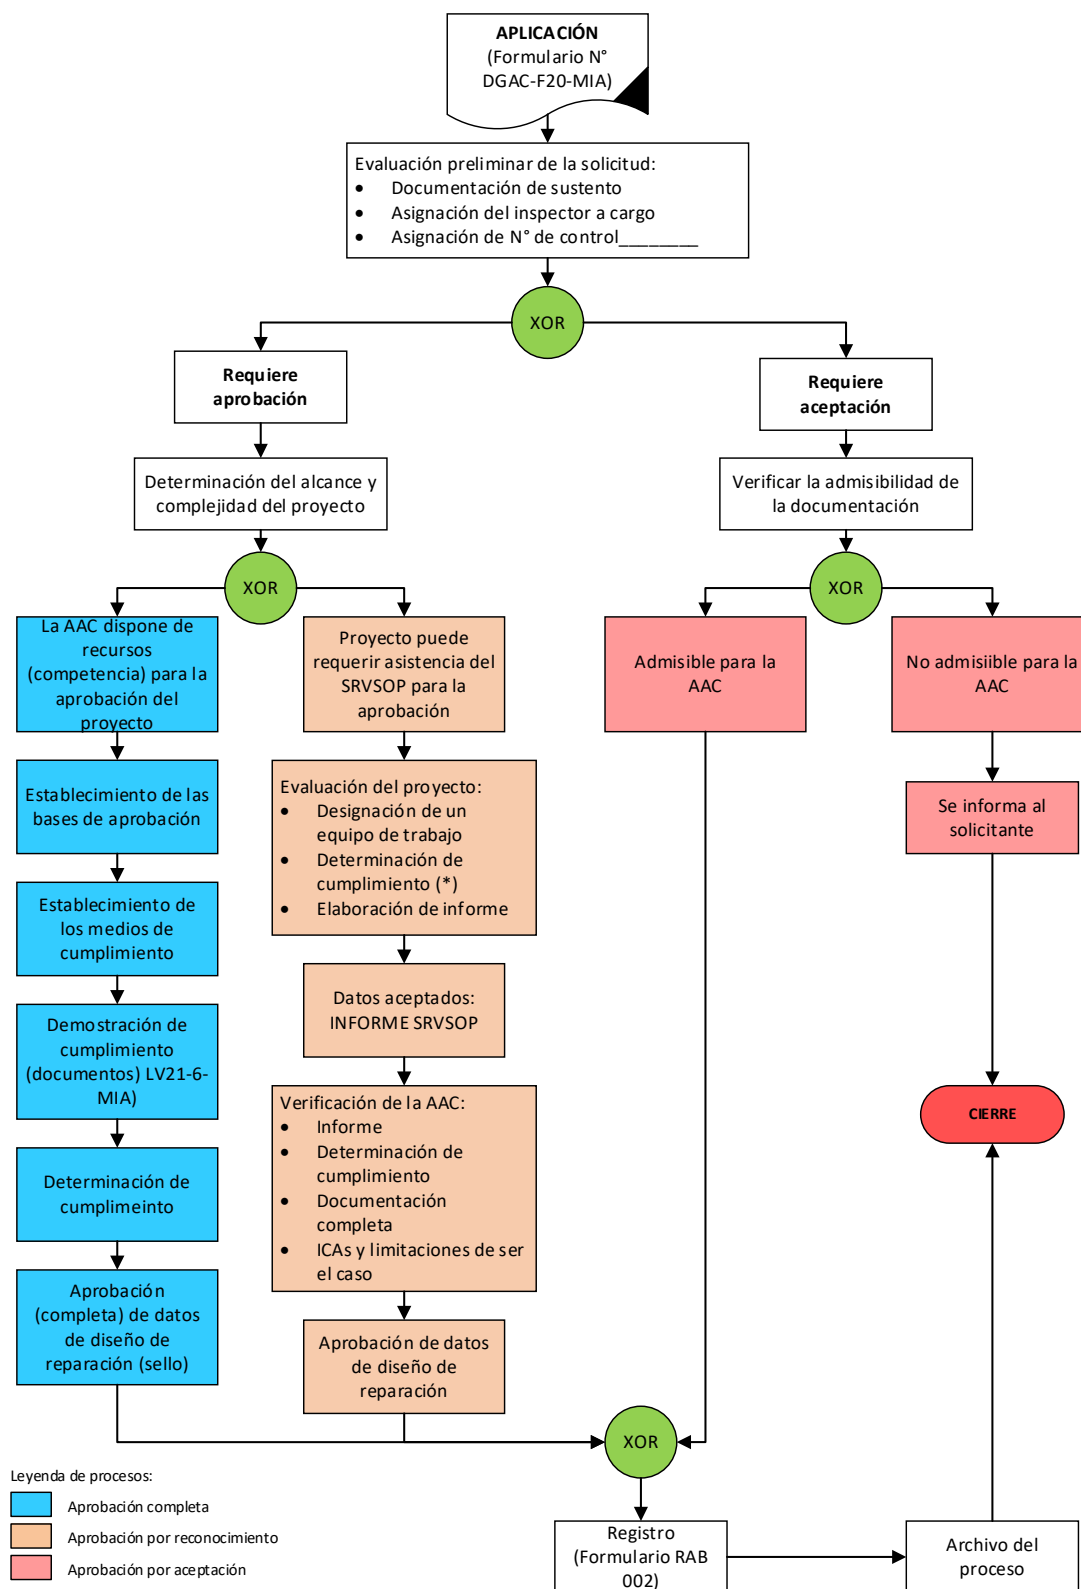 APLICACIÓN
(Formulario N°
DGAC-F20-MIA)
Evaluación preliminar de la solicitud:
• Documentación de sustento
• Asignación del inspector a cargo
• Asignación de N° de control________
XOR
Requiere
aprobación
Requiere
aceptación
Determinación del alcance y
complejidad del proyecto
Verificar la admisibilidad de
la documentación
XOR
XOR
La AAC dispone de
recursos
(competencia) para la
aprobación del
proyecto
Proyecto puede
requerir asistencia del
SRVSOP para la
aprobación
Admisible para la
AAC
No admisiible para la
AAC
Establecimiento de las
bases de aprobación
Evaluación del proyecto:
• Designación de un
equipo de trabajo
• Determinación de
cumplimiento (*)
• Elaboración de informe
Se informa al
solicitante
Establecimiento de
los medios de
cumplimiento
Datos aceptados:
INFORME SRVSOP
Demostración de
cumplimiento
(documentos) LV21-6-
MIA)
Verificación de la AAC:
• Informe
• Determinación de
cumplimiento
• Documentación
completa
• ICAs y limitaciones de ser
el caso
CIERRE
Determinación de
cumplimeinto
Aprobación
(completa) de datos
de diseño de
reparación (sello)
Aprobación de datos
de diseño de
reparación
XOR
Leyenda de procesos:
Aprobación completa
Aprobación por reconocimiento
Aprobación por aceptación
Registro
(Formulario RAB
002)
Archivo del
proceso